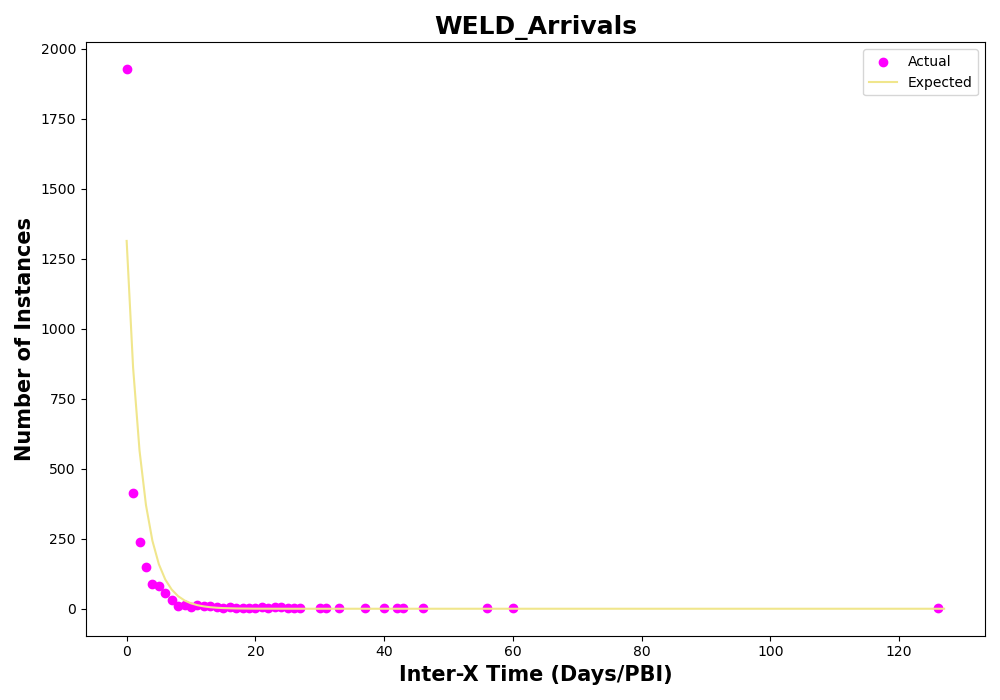 WELD_Arrivals
Actual
Expected
2000
1750
1500
1250
1000
750
500
250
0
Number of Instances
0 20 40 60 80 100 120
Inter-X Time (Days/PBI)